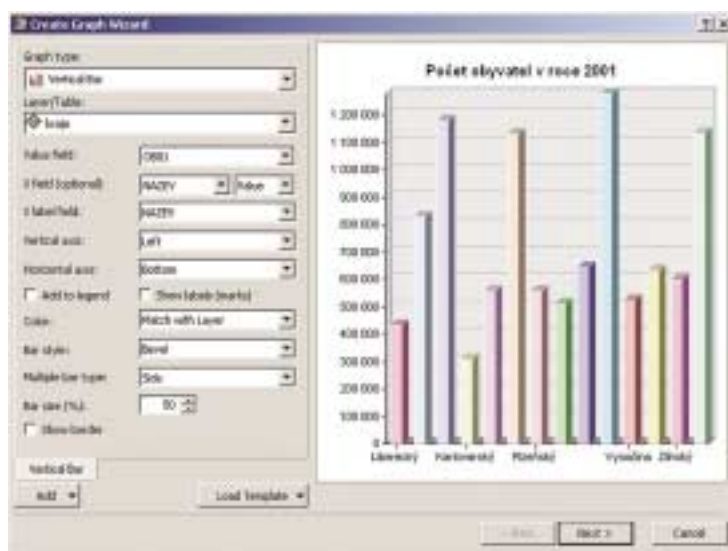 Create Graph Wizard
Graph type:
Vertical Bar
Layer/Table:
kraje
Value field:
OB01
X field (optional):
NAZEV
Value
X label field:
NAZEV
Vertical axis:
Left
Horizontal axis:
Bottom
Add to legend
Show labels (marks)
Color:
Match with Layer
Bar style:
Bevel
Multiple bar type:
Side
Bar size (%):
80
Show border
Vertical Bar
Add
Load Template
Počet obyvatel v roce 2001
1 200 000
1 100 000
1 000 000
900 000
800 000
700 000
600 000
500 000
400 000
300 000
200 000
100 000
0
Liberecký
Karlovarský
Plzeňský
Vysočina
Zlínský
Next >
Cancel